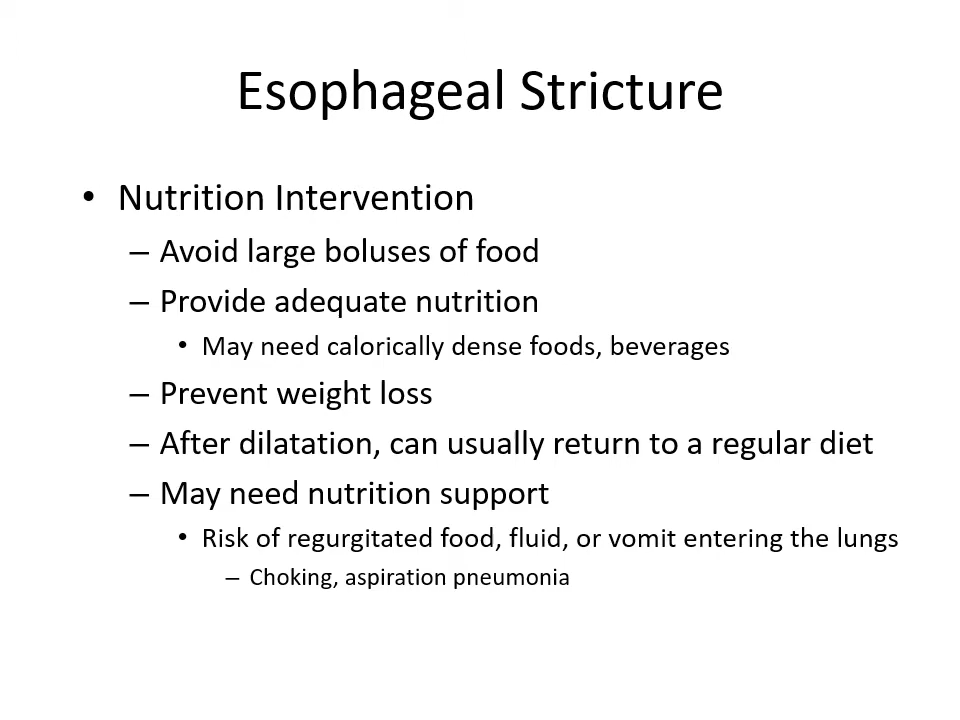 Esophageal Stricture
• Nutrition Intervention
– Avoid large boluses of food
– Provide adequate nutrition
• May need calorically dense foods, beverages
– Prevent weight loss
– After dilatation, can usually return to a regular diet
– May need nutrition support
• Risk of regurgitated food, fluid, or vomit entering the lungs
– Choking, aspiration pneumonia